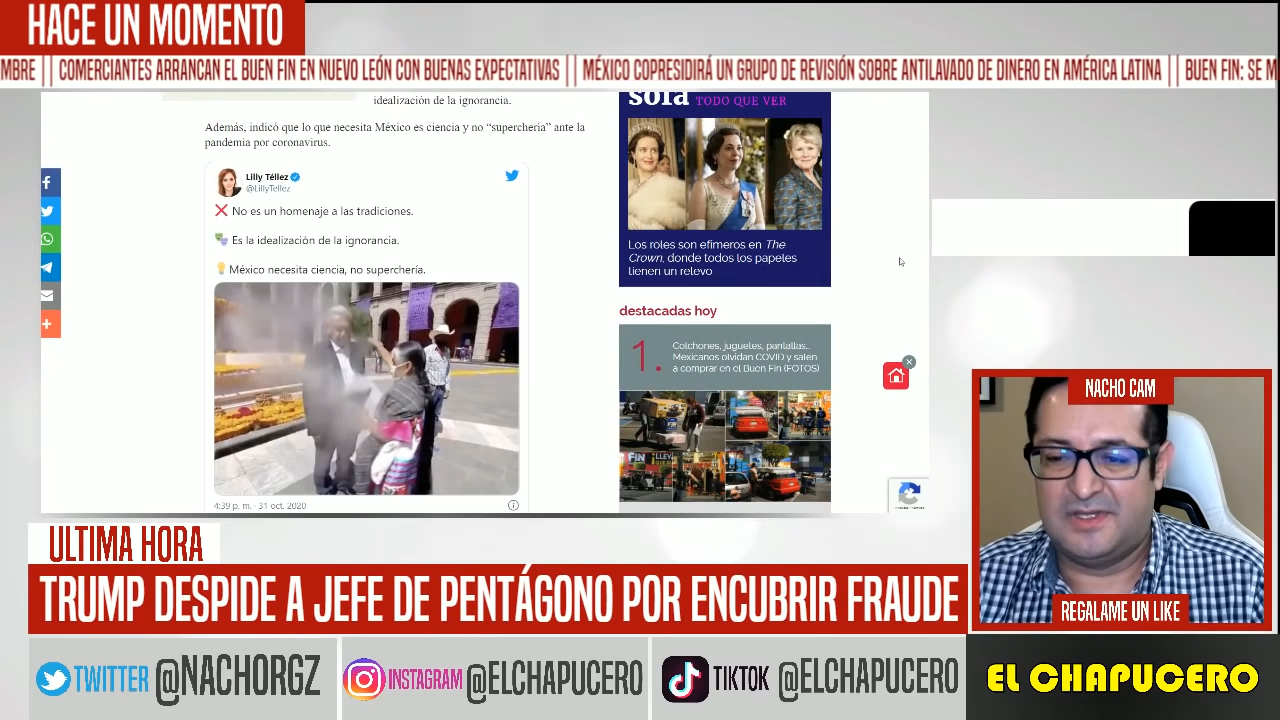 HACE UN MOMENTO
MBRE || COMERCIANTES ARRANCAN EL BUEN FIN EN NUEVO LEÓN CON BUENAS EXPECTATIVAS || MÉXICO COPRESIDIRÁ UN GRUPO DE REVISIÓN SOBRE ANTILAVADO DE DINERO EN AMÉRICA LATINA || BUEN FIN: SE M
idealización de la ignorancia.
Además, indicó que lo que necesita México es ciencia y no “superchería” ante la
pandemia por coronavirus.
Lilly Téllez
@LillyTellez
❌ No es un homenaje a las tradiciones.
🎭 Es la idealización de la ignorancia.
💡 México necesita ciencia, no superchería.
4:39 p. m. · 31 oct. 2020
sofa TODO QUE VER
Los roles son efímeros en The
Crown, donde todos los papeles
tienen un relevo
destacadas hoy
1.
Colchones, juguetes, pantallas...
Mexicanos olvidan COVID y salen
a comprar en el Buen Fin (FOTOS)
FIN
NACHO CAM
REGALAME UN LIKE
ULTIMA HORA
TRUMP DESPIDE A JEFE DE PENTÁGONO POR ENCUBRIR FRAUDE
TWITTER @NACHORGZ
INSTAGRAM @ELCHAPUCERO
TIKTOK @ELCHAPUCERO
EL CHAPUCERO